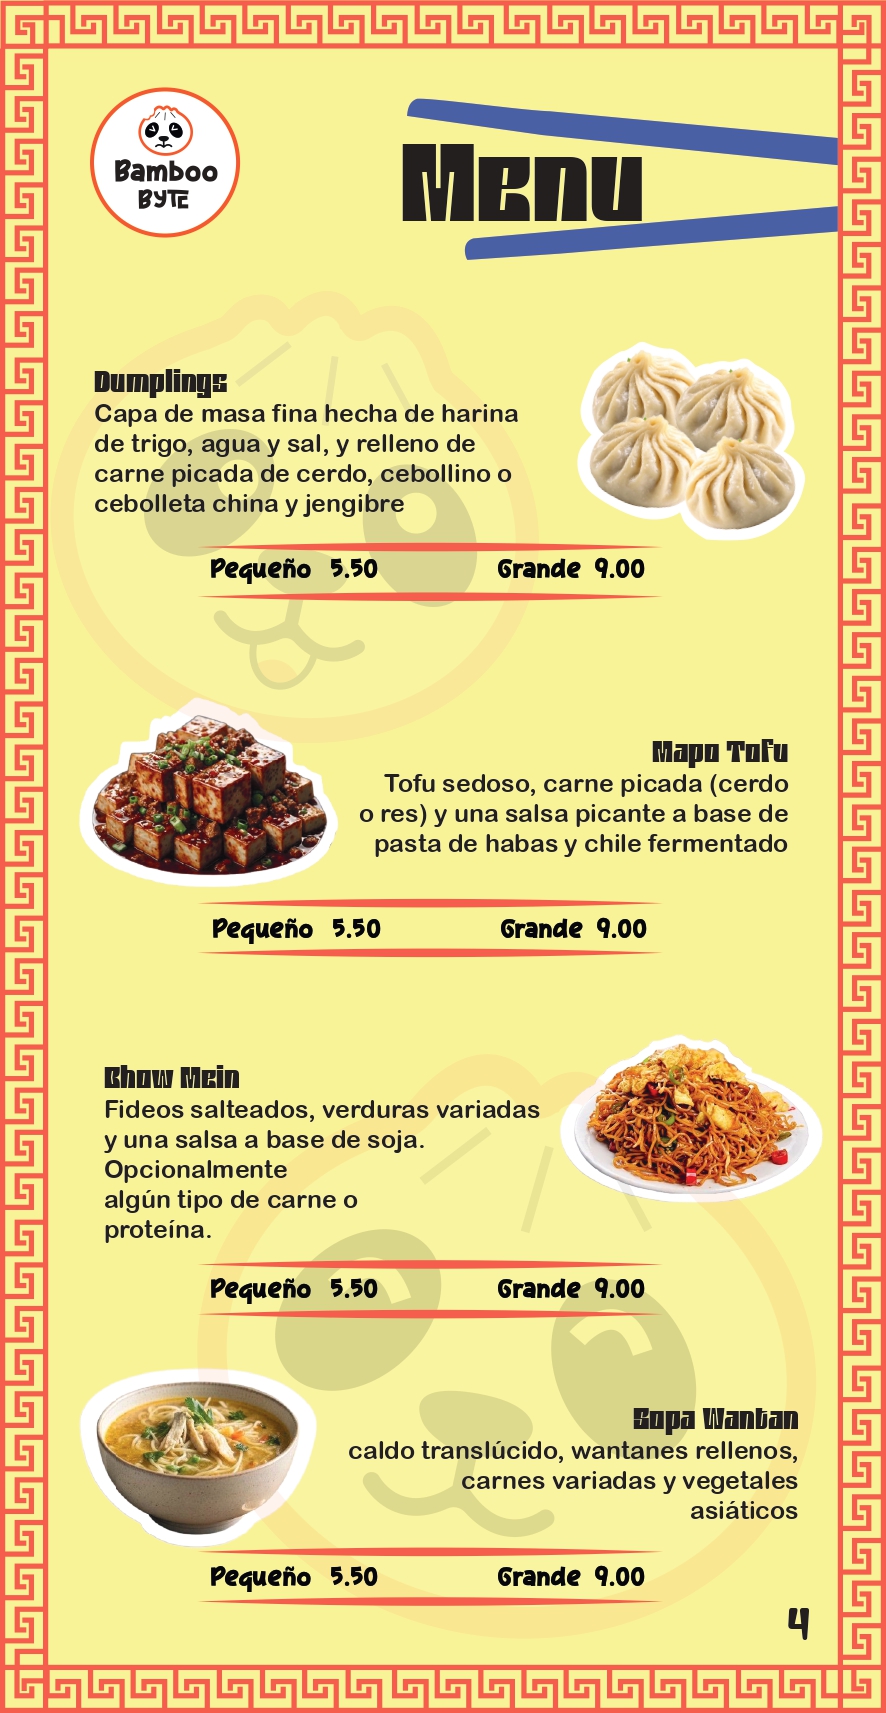 Bamboo
BYTE
Menu
Dumplings
Capa de masa fina hecha de harina
de trigo, agua y sal, y relleno de
carne picada de cerdo, cebollino o
cebolleta china y jengibre
Pequeño 5.50 Grande 9.00
Mapo Tofu
Tofu sedoso, carne picada (cerdo
o res) y una salsa picante a base de
pasta de habas y chile fermentado
Pequeño 5.50 Grande 9.00
Chow Mein
Fideos salteados, verduras variadas
y una salsa a base de soja.
Opcionalmente
algún tipo de carne o
proteína.
Pequeño 5.50 Grande 9.00
Sopa Wantan
caldo translúcido, wantanes rellenos,
carnes variadas y vegetales
asiáticos
Pequeño 5.50 Grande 9.00
4